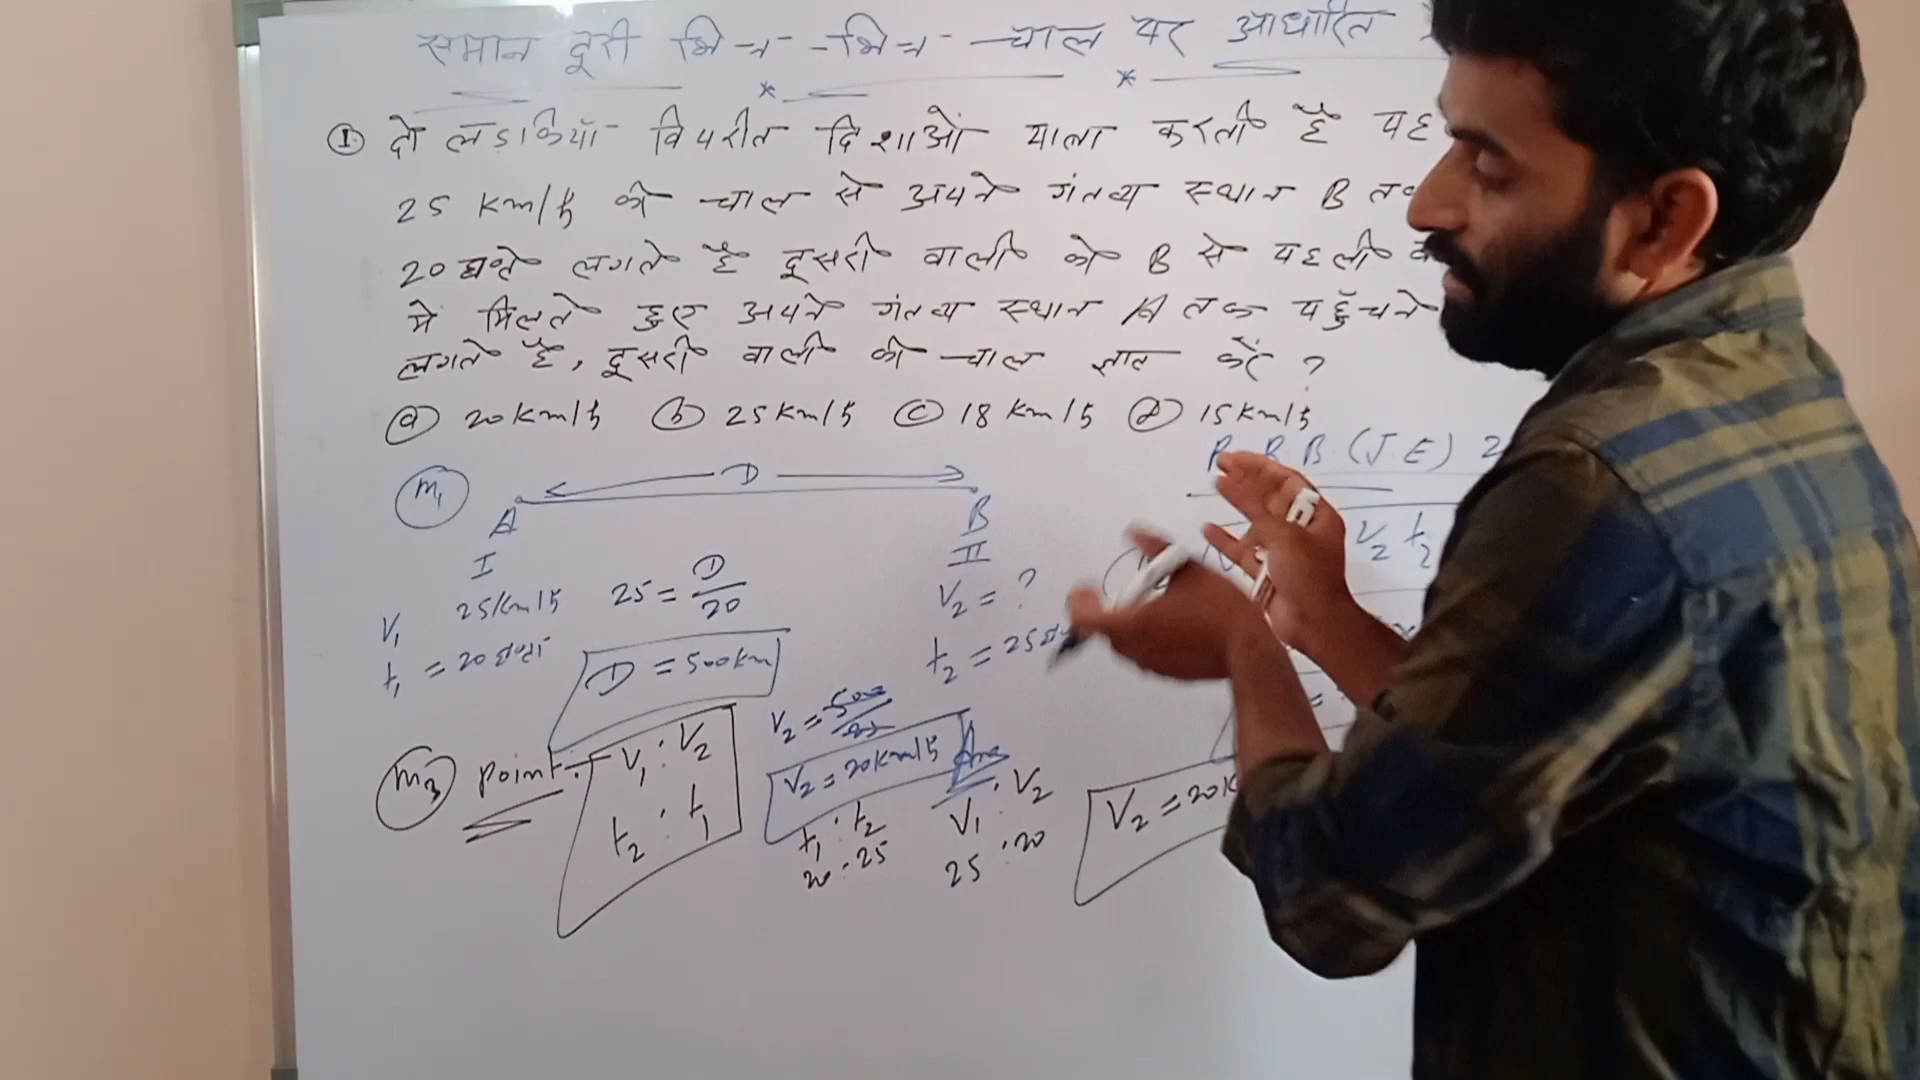 समान दूरी भिन्न-भिन्न चाल पर आधारित
① दो लड़कियाँ विपरीत दिशाओं यात्रा करती है
25 km/h की चाल से अपने गंतव्य स्थान B
20 घण्टे लगते है दूसरी वाली को B से पहली
मे मिलते हुए अपने गंतव्य स्थान A तक पहुँचने
लगते हैं, दूसरी वाली की चाल ज्ञात करें ?
ⓐ 20 km/h ⓑ 25 km/h ⓒ 18 km/h ⓓ 15 km/h
(J.E)
M₁ D
A B
I II
V₁ 25 km/h 25 = D/20 V₂ = ?
t₁ = 20 घण्टा D = 500 km t₂ = 25
V₂ t₂
V₂ = 500/25
V₂ = 20 km/h Ans
M₃ point:- V₁ : V₂
t₂ : t₁
t₁ : t₂ V₁ : V₂
20 : 25 25 : 20
V₂ = 20